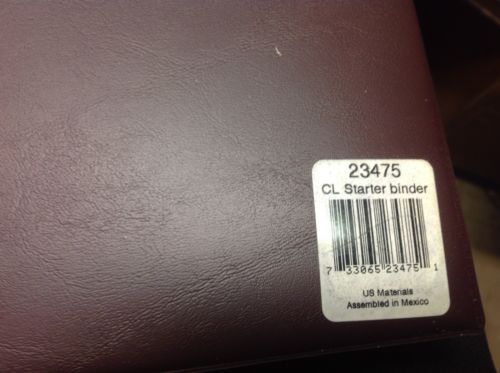 23475
CL Starter binder
7 33065 23475 1
US Materials
Assembled in Mexico